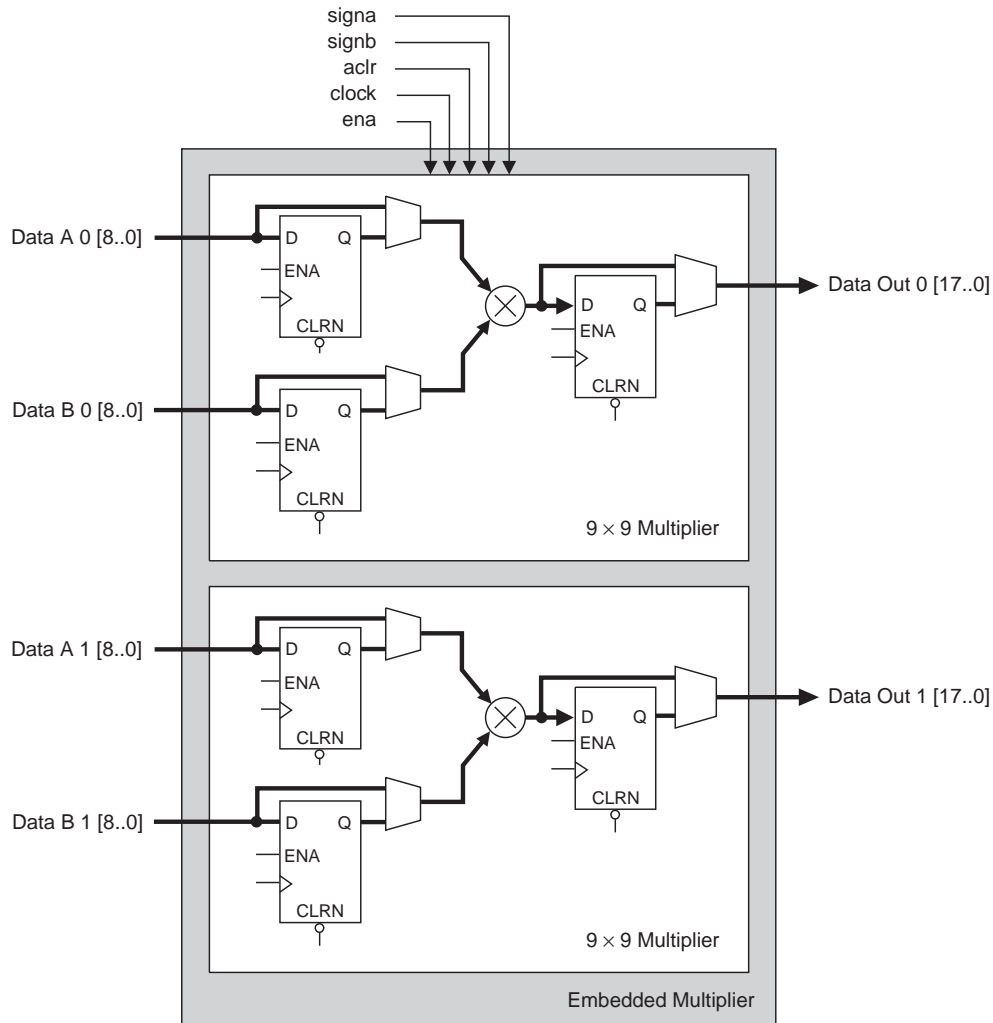 signa
signb
aclr
clock
ena
Data A 0 [8..0]
D Q
ENA
CLRN
Data B 0 [8..0]
D Q
ENA
CLRN
D Q
ENA
CLRN
Data Out 0 [17..0]
9 × 9 Multiplier
Data A 1 [8..0]
D Q
ENA
CLRN
Data B 1 [8..0]
D Q
ENA
CLRN
D Q
ENA
CLRN
Data Out 1 [17..0]
9 × 9 Multiplier
Embedded Multiplier